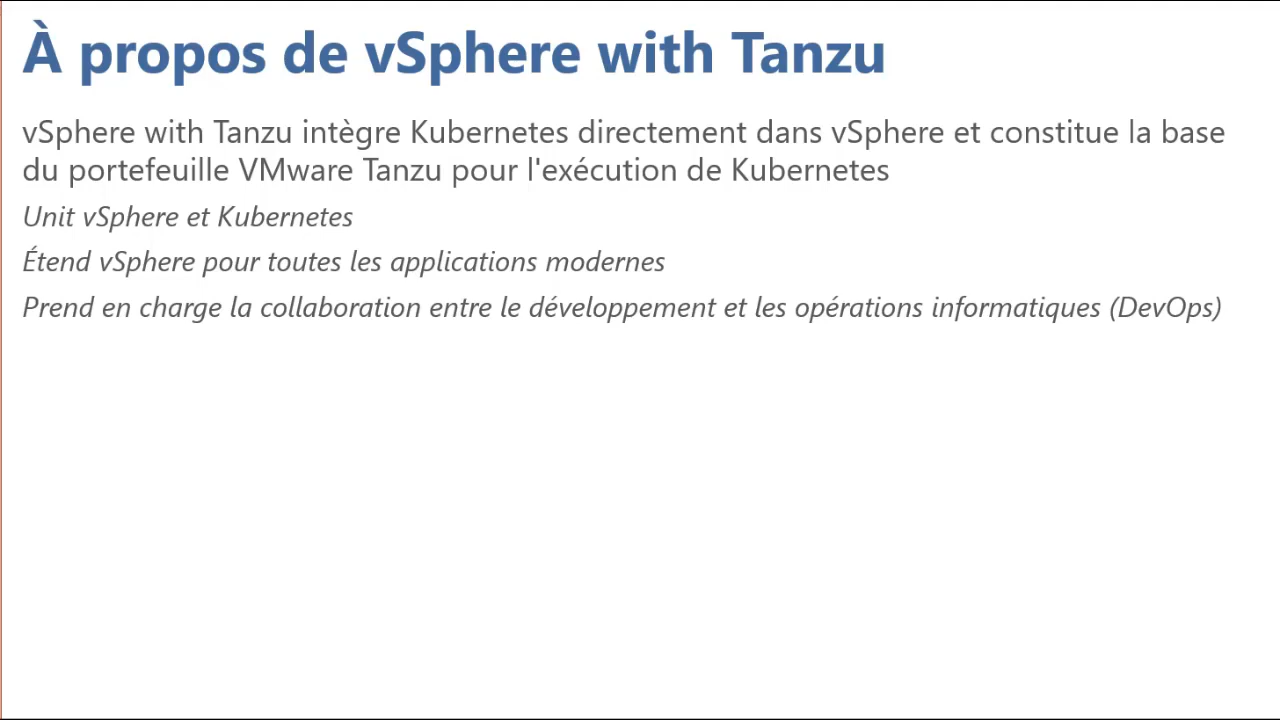 À propos de vSphere with Tanzu
vSphere with Tanzu intègre Kubernetes directement dans vSphere et constitue la base
du portefeuille VMware Tanzu pour l'exécution de Kubernetes
Unit vSphere et Kubernetes
Étend vSphere pour toutes les applications modernes
Prend en charge la collaboration entre le développement et les opérations informatiques (DevOps)